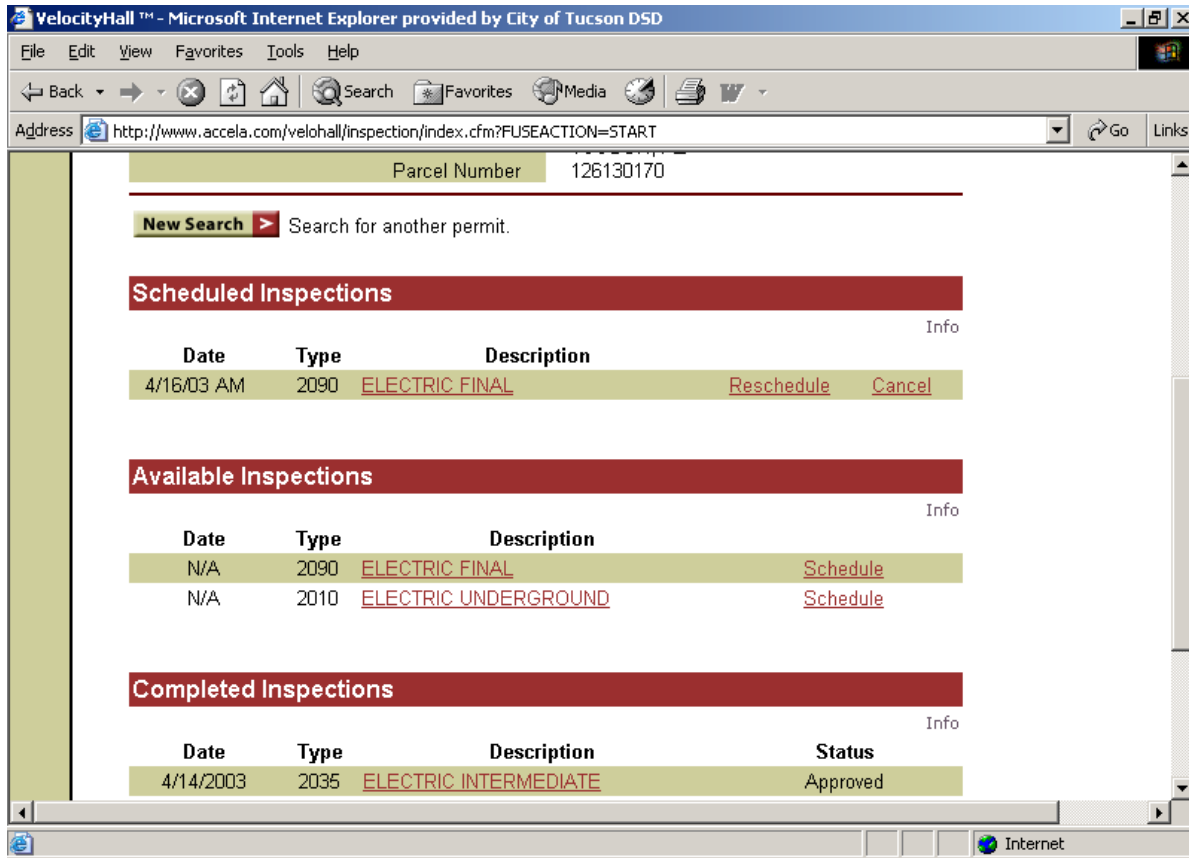 VelocityHall ™ - Microsoft Internet Explorer provided by City of Tucson DSD
File Edit View Favorites Tools Help
Back Search Favorites Media
Address http://www.accela.com/velohall/inspection/index.cfm?FUSEACTION=START Go Links
Parcel Number 126130170
New Search > Search for another permit.
Scheduled Inspections
Info
Date Type Description
4/16/03 AM 2090 ELECTRIC FINAL Reschedule Cancel
Available Inspections
Info
Date Type Description
N/A 2090 ELECTRIC FINAL Schedule
N/A 2010 ELECTRIC UNDERGROUND Schedule
Completed Inspections
Info
Date Type Description Status
4/14/2003 2035 ELECTRIC INTERMEDIATE Approved
Internet